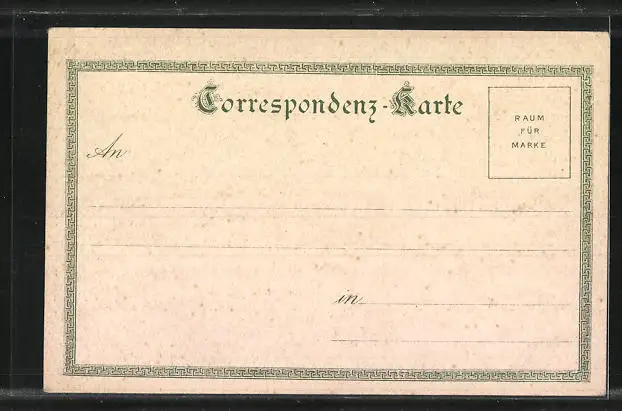 Correspondenz-Karte
RAUM
FÜR
MARKE
An
in